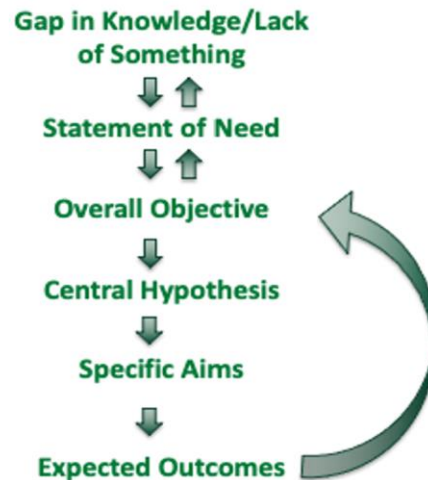 Gap in Knowledge/Lack
of Something
Statement of Need
Overall Objective
Central Hypothesis
Specific Aims
Expected Outcomes